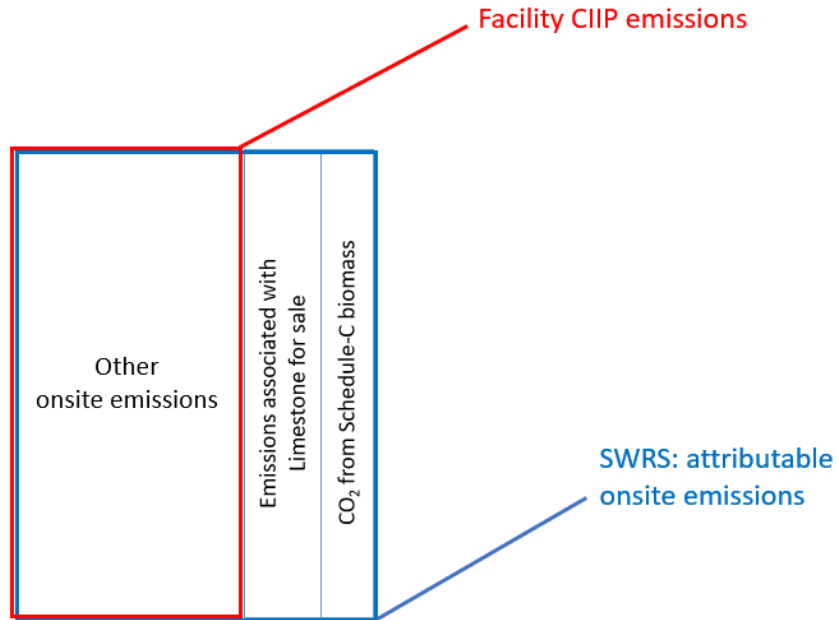 Facility CIIP emissions
Other
onsite emissions
Emissions associated with
Limestone for sale
CO₂ from Schedule-C biomass
SWRS: attributable
onsite emissions